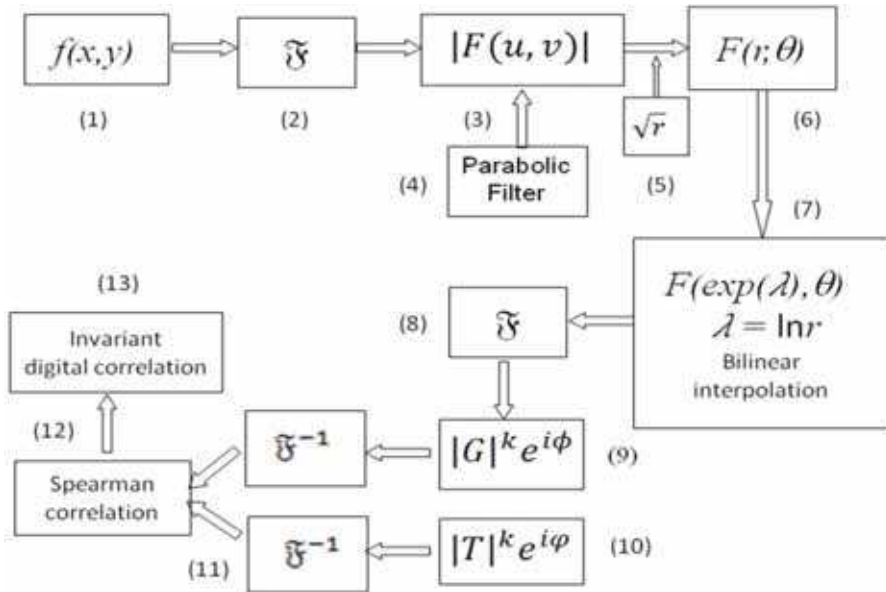 f(x,y)
𝔉
|F(u, v)|
F(r;θ)
(1)
(2)
(3)
√r
(6)
(4)
Parabolic
Filter
(5)
(7)
F(exp(λ),θ)
λ = lnr
Bilinear
interpolation
(8)
𝔉
(13)
Invariant
digital correlation
(12)
𝔉⁻¹
|G|ᵏe^{iϕ}
(9)
Spearman
correlation
(11)
𝔉⁻¹
|T|ᵏe^{iφ}
(10)